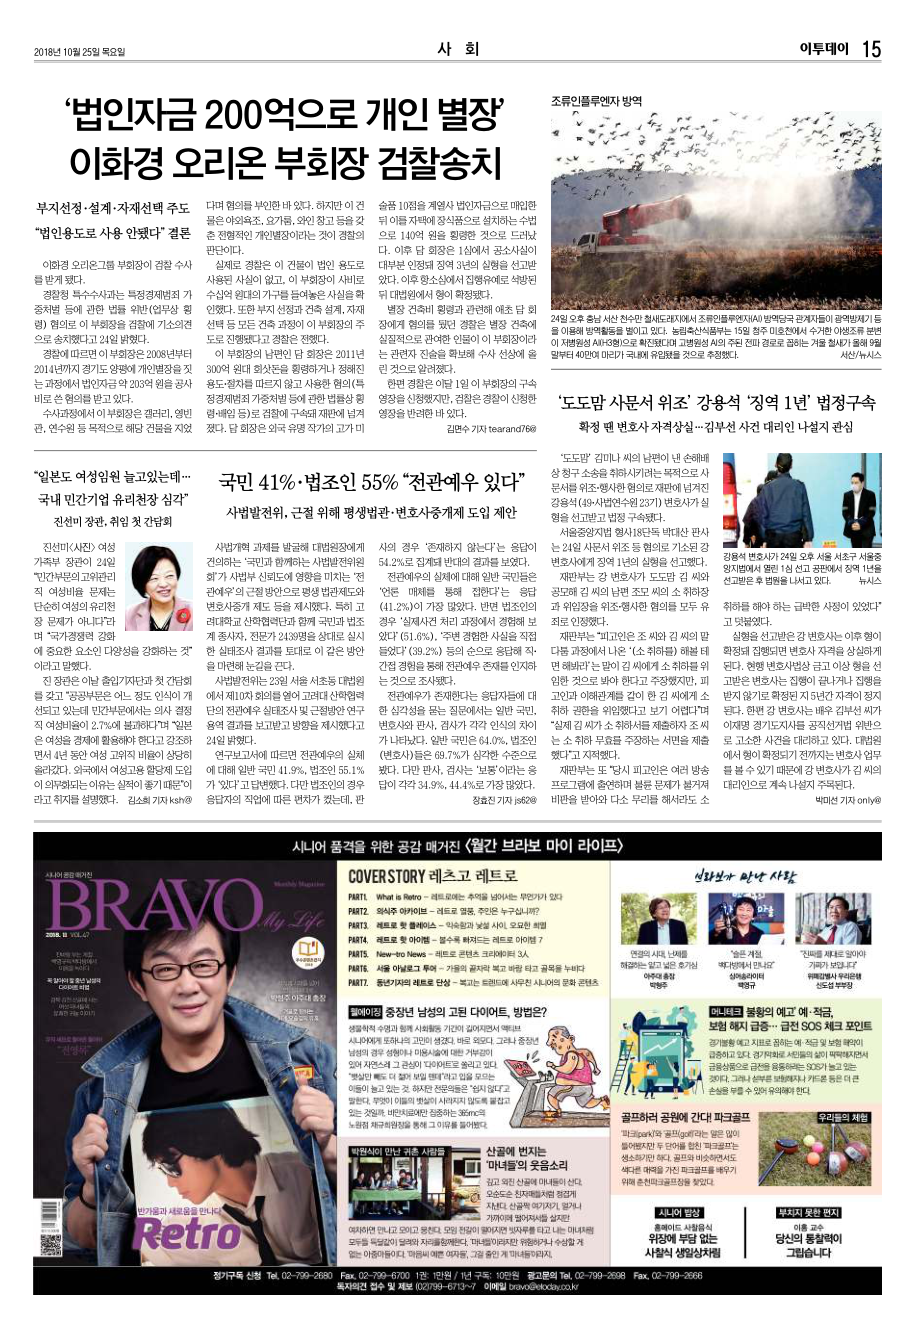 2018년 10월 25일 목요일
사 회
이투데이 15
‘법인자금 200억으로 개인 별장’
이화경 오리온 부회장 검찰송치
부지선정·설계·자재선택 주도
“법인용도로 사용 안됐다” 결론
이화경 오리온그룹 부회장이 검찰 수사
를 받게 됐다.
경찰청 특수수사과는 특정경제범죄 가
중처벌 등에 관한 법률 위반(업무상 횡
령) 혐의로 이 부회장을 검찰에 기소의견
으로 송치했다고 24일 밝혔다.
경찰에 따르면 이 부회장은 2008년부터
2014년까지 경기도 양평에 개인별장을 짓
는 과정에서 법인자금 약 203억 원을 공사
비로 쓴 혐의를 받고 있다.
수사과정에서 이 부회장은 갤러리, 영빈
관, 연수원 등 목적으로 해당 건물을 지었
다며 혐의를 부인한 바 있다. 하지만 이 건
물은 야외욕조, 요가룸, 와인 창고 등을 갖
춘 전형적인 개인별장이라는 것이 경찰의
판단이다.
실제로 경찰은 이 건물이 법인 용도로
사용된 사실이 없고, 이 부회장이 사비로
수십억 원대의 가구를 들여놓은 사실을 확
인했다. 또한 부지 선정과 건축 설계, 자재
선택 등 모든 건축 과정이 이 부회장의 주
도로 진행됐다고 경찰은 전했다.
이 부회장의 남편인 담 회장은 2011년
300억 원대 회삿돈을 횡령하거나 정해진
용도·절차를 따르지 않고 사용한 혐의(특
정경제범죄 가중처벌 등에 관한 법률상 횡
령·배임 등)로 검찰에 구속돼 재판에 넘겨
졌다. 담 회장은 외국 유명 작가의 고가 미
술품 10점을 계열사 법인자금으로 매입한
뒤 이를 자택에 장식품으로 설치하는 수법
으로 140억 원을 횡령한 것으로 드러났
다. 이후 담 회장은 1심에서 공소사실이
대부분 인정돼 징역 3년의 실형을 선고받
았다. 이후 항소심에서 집행유예로 석방된
뒤 대법원에서 형이 확정됐다.
별장 건축비 횡령과 관련해 애초 담 회
장에게 혐의를 뒀던 경찰은 별장 건축에
실질적으로 관여한 인물이 이 부회장이라
는 관련자 진술을 확보해 수사 선상에 올
린 것으로 알려졌다.
한편 경찰은 이달 1일 이 부회장의 구속
영장을 신청했지만, 검찰은 경찰이 신청한
영장을 반려한 바 있다.
김면수 기자 tearand76@
조류인플루엔자 방역
24일 오후 충남 서산 천수만 철새도래지에서 조류인플루엔자(AI) 방역당국 관계자들이 광역방제기 등
을 이용해 방역활동을 벌이고 있다. 농림축산식품부는 15일 청주 미호천에서 수거한 야생조류 분변
이 저병원성 AI(H3형)으로 확진됐다며 고병원성 AI의 주된 전파 경로로 꼽히는 겨울 철새가 올해 9월
말부터 40만여 마리가 국내에 유입됐을 것으로 추정했다.
서산/뉴시스
‘도도맘 사문서 위조’ 강용석 ‘징역 1년’ 법정구속
확정 땐 변호사 자격상실…김부선 사건 대리인 나설지 관심
‘도도맘’ 김미나 씨의 남편이 낸 손해배
상 청구 소송을 취하시키려는 목적으로 사
문서를 위조·행사한 혐의로 재판에 넘겨진
강용석(49·사법연수원 23기) 변호사가 실
형을 선고받고 법정 구속됐다.
서울중앙지법 형사18단독 박대산 판사
는 24일 사문서 위조 등 혐의로 기소된 강
변호사에게 징역 1년의 실형을 선고했다.
재판부는 강 변호사가 도도맘 김 씨와
공모해 김 씨의 남편 조모 씨의 소 취하장
과 위임장을 위조·행사한 혐의를 모두 유
죄로 인정했다.
재판부는 “피고인은 조 씨와 김 씨의 말
다툼 과정에서 나온 ‘(소 취하를) 해볼 테
면 해봐라’는 말이 김 씨에게 소 취하를 위
임한 것으로 봐야 한다고 주장했지만, 피
고인과 이해관계를 같이 한 김 씨에게 소
취하 권한을 위임했다고 보기 어렵다”며
“실제 김 씨가 소 취하서를 제출하자 조 씨
는 소 취하 무효를 주장하는 서면을 제출
했다”고 지적했다.
재판부는 또 “당시 피고인은 여러 방송
프로그램에 출연하며 불륜 문제가 불거져
비판을 받아와 다소 무리를 해서라도 소
강용석 변호사가 24일 오후 서울 서초구 서울중
앙지법에서 열린 1심 선고 공판에서 징역 1년을
선고받은 후 법원을 나서고 있다.
뉴시스
취하를 해야 하는 급박한 사정이 있었다”
고 덧붙였다.
실형을 선고받은 강 변호사는 이후 형이
확정돼 집행되면 변호사 자격을 상실하게
된다. 현행 변호사법상 금고 이상 형을 선
고받은 변호사는 집행이 끝나거나 집행을
받지 않기로 확정된 지 5년간 자격이 정지
된다. 한편 강 변호사는 배우 김부선 씨가
이재명 경기도지사를 공직선거법 위반으
로 고소한 사건을 대리하고 있다. 대법원
에서 형이 확정되기 전까지는 변호사 업무
를 볼 수 있기 때문에 강 변호사가 김 씨의
대리인으로 계속 나설지 주목된다.
박미선 기자 only@
“일본도 여성임원 늘고있는데…
국내 민간기업 유리천장 심각”
진선미 장관, 취임 첫 간담회
진선미<사진> 여성
가족부 장관이 24일
“민간부문의 고위관리
직 여성비율 문제는
단순히 여성의 유리천
장 문제가 아니다”라
며 “국가경쟁력 강화
에 중요한 요소인 다양성을 강화하는 것”
이라고 말했다.
진 장관은 이날 출입기자단과 첫 간담회
를 갖고 “공공부문은 어느 정도 인식이 개
선되고 있는데 민간부문에서는 의사 결정
직 여성비율이 2.7%에 불과하다”며 “일본
은 여성을 경제에 활용해야 한다고 강조하
면서 4년 동안 여성 고위직 비율이 상당히
올라갔다. 외국에서 여성고용 할당제 도입
이 의무화되는 이유는 실적이 좋기 때문”이
라고 취지를 설명했다. 김소희 기자 ksh@
국민 41%·법조인 55% “전관예우 있다”
사법발전위, 근절 위해 평생법관·변호사중개제 도입 제안
사법개혁 과제를 발굴해 대법원장에게
건의하는 ‘국민과 함께하는 사법발전위원
회’가 사법부 신뢰도에 영향을 미치는 ‘전
관예우’의 근절 방안으로 평생 법관제도와
변호사중개 제도 등을 제시했다. 특히 고
려대학교 산학협력단과 함께 국민과 법조
계 종사자, 전문가 2439명을 상대로 실시
한 실태조사 결과를 토대로 이 같은 방안
을 마련해 눈길을 끈다.
사법발전위는 23일 서울 서초동 대법원
에서 제10차 회의를 열어 고려대 산학협력
단의 전관예우 실태조사 및 근절방안 연구
용역 결과를 보고받고 방향을 제시했다고
24일 밝혔다.
연구보고서에 따르면 전관예우의 실체
에 대해 일반 국민 41.9%, 법조인 55.1%
가 ‘있다’고 답변했다. 다만 법조인의 경우
응답자의 직업에 따른 편차가 컸는데, 판
사의 경우 ‘존재하지 않는다’는 응답이
54.2%로 집계돼 반대의 결과를 보였다.
전관예우의 실체에 대해 일반 국민들은
‘언론 매체를 통해 접한다’는 응답
(41.2%)이 가장 많았다. 반면 법조인의
경우 ‘실제사건 처리 과정에서 경험해 보
았다’(51.6%), ‘주변 경험한 사실을 직접
들었다’(39.2%) 등의 순으로 응답해 직·
간접 경험을 통해 전관예우 존재를 인지하
는 것으로 조사됐다.
전관예우가 존재한다는 응답자들에 대
한 심각성을 묻는 질문에서는 일반 국민,
변호사와 판사, 검사가 각각 인식의 차이
가 나타났다. 일반 국민은 64.0%, 법조인
(변호사)들은 69.7%가 심각한 수준으로
봤다. 다만 판사, 검사는 ‘보통’이라는 응
답이 각각 34.9%, 44.4%로 가장 많았다.
장효진 기자 js62@
시니어 품격을 위한 공감 매거진 〈월간 브라보 마이 라이프〉
시니어 공감 매거진
BRAVO
Monthly Magazine
My Life
2018. 11 VOL.47
반가움과 새로움을 만나다
Retro
COVER STORY 레츠고 레트로
PART1. What is Retro – 레트로에는 추억을 넘어서는 무언가가 있다
PART2. 의식주 아카이브 – 레트로 열풍, 주인은 누구십니까?
PART3. 레트로 핫 플레이스 – 익숙함과 낯설 사이, 오묘한 희열
PART4. 레트로 핫 아이템 – 볼수록 빠져드는 레트로 아이템 7
PART5. New-tro News – 레트로 콘텐츠 크리에이터 3人
PART6. 서울 아날로그 투어 – 가을의 끝자락 복고 바람 타고 골목을 누비다
PART7. 동년기자의 레트로 단상 – 복고는 트렌드에 사무친 시니어의 문화 콘텐츠
웰에이징 중장년 남성의 고된 다이어트, 방법은?
생물학적 수명과 함께 사회활동 기간이 길어지면서 액티브
시니어에게 또하나의 고민이 생겼다. 바로 외모다. 그러나 중장년
남성의 경우 성형이나 미용시술에 대한 거부감이
있어 자연스레 그 관심이 ‘다이어트’로 쏠리고 있다.
“뱃살만 빼도 더 젊어 보일 텐데”라고 입을 모으는
이들이 늘고 있는 것. 하지만 전문의들은 “쉽지 않다”고
말한다. 무엇이 이들의 뱃살이 사라지지 않도록 붙잡고
있는 것일까. 비만치료에만 집중하는 365mc의
노원점 채규희원장을 통해 그 이유를 들어봤다.
박원식이 만난 귀촌 사람들
산골에 번지는
‘마녀들’의 웃음소리
깊고 외진 산골에 마녀들이 산다.
오순도순 친자매들처럼 정겹게
지낸다. 산골짝 여기저기, 멀거나
가까이에 떨어져서들 살지만
여차하면 만나고 모이고 뭉친다. 모임 전갈이 떨어지면 빗자루를 타고 나는 마녀처럼
모두들 득달같이 달려와 자리를함께한다. ‘마녀들’이라지만 위험하거나 수상할 게
없는 아줌마들이다. ‘마음씨 예쁜 여자들’, 그걸 줄인 게 ‘마녀들’이라지.
브라보가 만난 사람
연결의 시대, 난제를
해결하는 얕고 넓은 호기심
아주대 총장
박형주
“슬픈 계절,
백다방에서 만나요”
싱어송라이터
백영규
“진짜를 제대로 알아야
가짜가 보입니다”
위폐감별사 우리은행
신도섭 부부장
머니테크 불황의 예고? 예·적금,
보험 해지 급증… 급전 SOS 체크 포인트
경기불황 예고 지표로 꼽히는 예·적금 및 보험 해약이
급증하고 있다. 경기악화로 서민들의 삶이 팍팍해지면서
금융상품으로 급전을 융통하려는 SOS가 늘고 있는
것이다. 그러나 섣부른 보험해지나 카드론 등은 더 큰
손실을 부를 수 있어 유의해야 한다.
골프하러 공원에 간다! 파크골프
우리들의 체험
‘파크(park)’와 ‘골프(golf)’라는 말은 많이
들어봤지만 두 단어를 합친 ‘파크골프’는
생소하기만 하다. 골프와 비슷하면서도
색다른 매력을 가진 파크골프를 배우기
위해 춘천파크골프장을 찾았다.
시니어 밥상
홈메이드 사찰음식
위장에 부담 없는
사찰식 생일상차림
부치지 못한 편지
이홍 교수
당신의 통찰력이
그립습니다
정기구독 신청 Tel. 02-799-2680 Fax. 02-799-6700 1권: 1만원 / 1년 구독: 10만원 광고문의 Tel. 02-799-2698 Fax. 02-799-2666
독자의견 접수 및 제보 (02)799-6713~7 이메일 bravo@etoday.co.kr